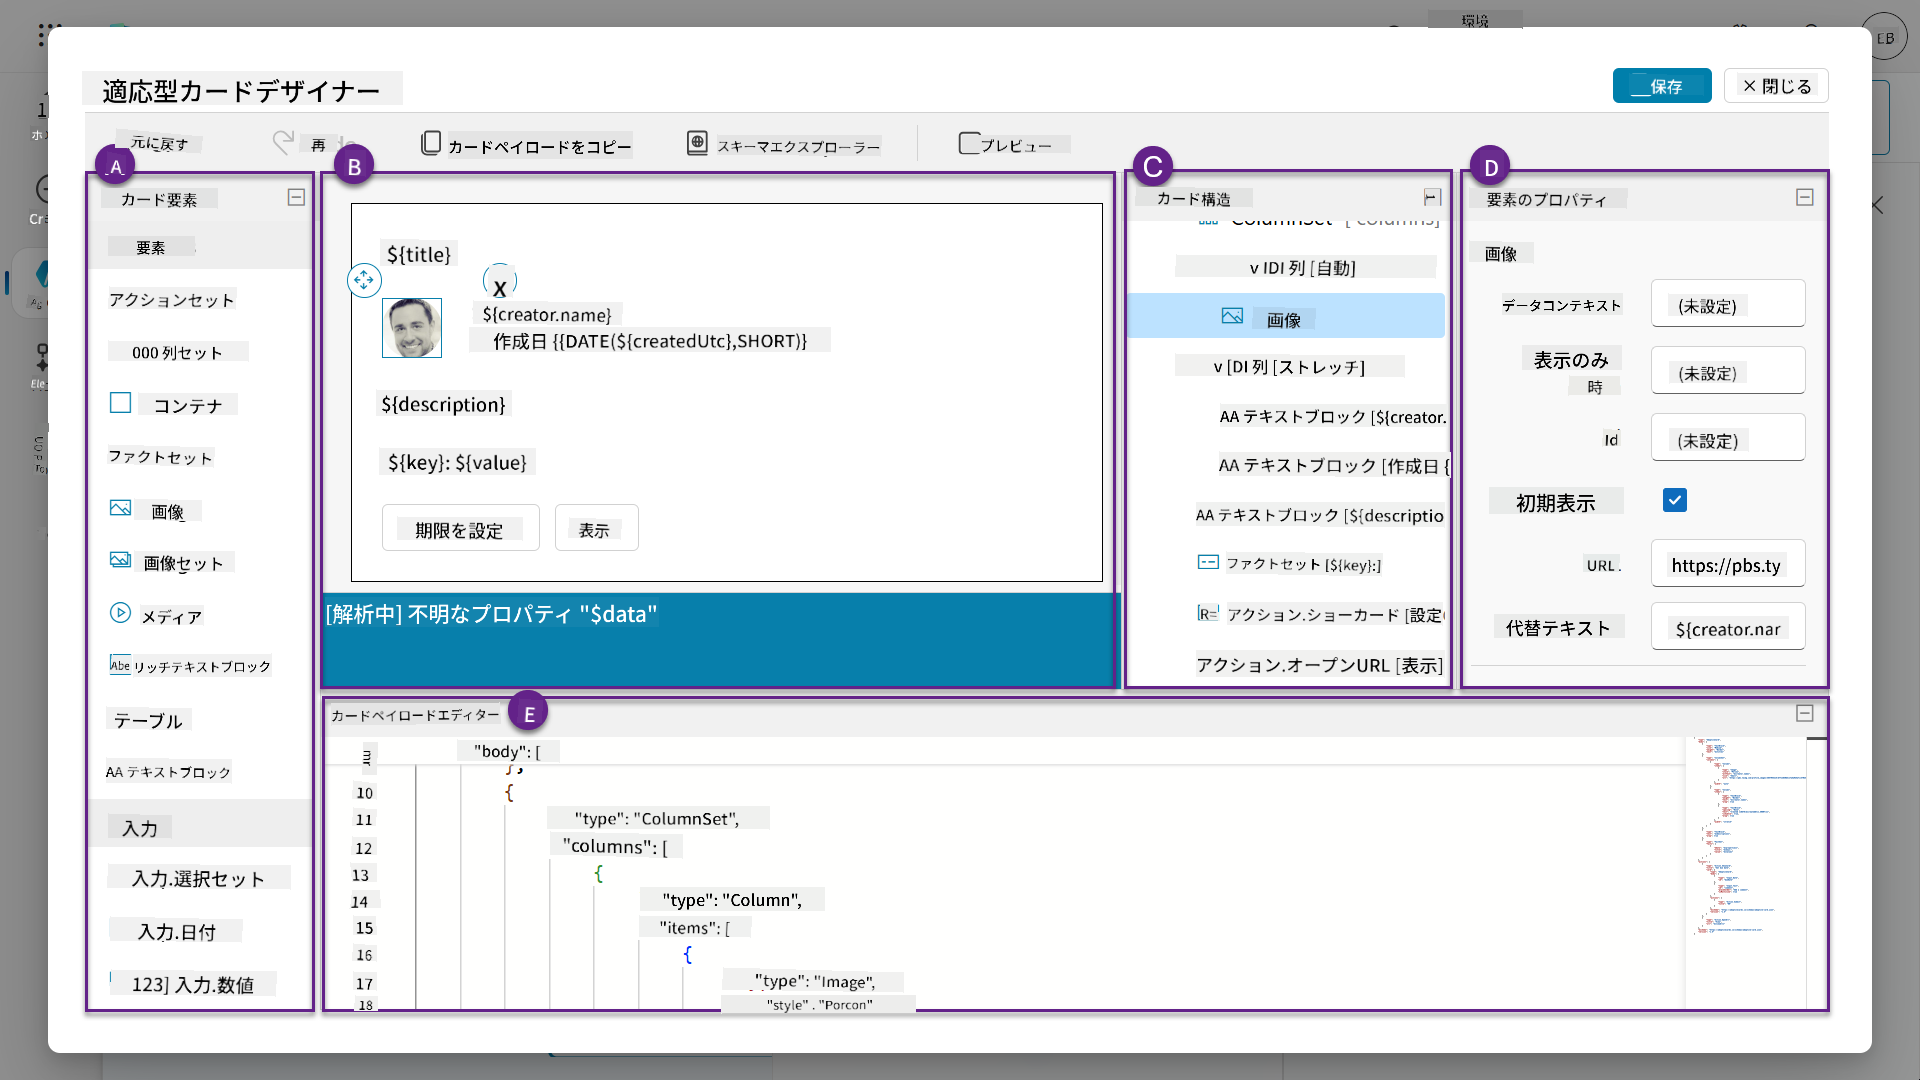 環境
EB
適応型カードデザイナー
保存
× 閉じる
元に戻す
再
カードペイロードをコピー
スキーマエクスプローラー
プレビュー
A
カード要素
要素
アクションセット
000 列セット
コンテナ
ファクトセット
画像
画像セット
メディア
Abc リッチテキストブロック
テーブル
AA テキストブロック
入力
入力.選択セット
入力.日付
123] 入力.数値
B
${title}
X
${creator.name}
作成日 {{DATE(${createdUtc},SHORT)}
${description}
${key}: ${value}
期限を設定
表示
[解析中] 不明なプロパティ "$data"
C
カード構造
ColumnSet [ columns]
v IDI 列 [自動]
画像
v [DI 列 [ストレッチ]
AA テキストブロック [${creator.
AA テキストブロック [作成日 {
AA テキストブロック [${descriptio
ファクトセット [${key}:]
R= アクション.ショーカード [設定
アクション.オープンURL [表示]
D
要素のプロパティ
画像
データコンテキスト (未設定)
表示のみ
時
(未設定)
Id (未設定)
初期表示
URL. https://pbs.ty
代替テキスト ${creator.nar
E
カードペイロードエディター
"body": [
},
10 {
11 "type": "ColumnSet",
12 "columns": [
13 {
14 "type": "Column",
15 "items": [
16 {
17 "type": "Image",
18 "style" . "Porcon"